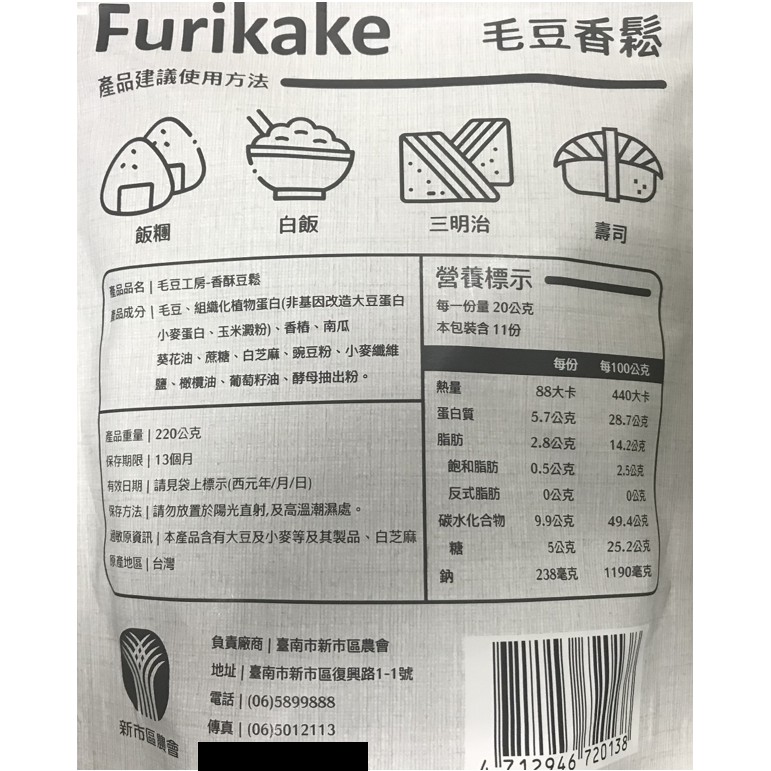 Furikake
毛豆香鬆
產品建議使用方法
飯糰
白飯
三明治
壽司
產品品名 | 毛豆工房-香酥豆鬆
產品成分 | 毛豆、組織化植物蛋白(非基因改造大豆蛋白
小麥蛋白、玉米澱粉)、香樁、南瓜
葵花油、蔗糖、白芝麻、豌豆粉、小麥纖維
鹽、橄欖油、葡萄籽油、酵母抽出粉。
產品重量 | 220公克
保存期限 | 13個月
有效日期 | 請見袋上標示(西元年/月/日)
保存方法 | 請勿放置於陽光直射,及高溫潮濕處。
過敏原資訊 | 本產品含有大豆及小麥等及其製品、白芝麻
原產地區 | 台灣
營養標示
每一份量 20公克
本包裝含 11份
每份 每100公克
熱量 88大卡 440大卡
蛋白質 5.7公克 28.7公克
脂肪 2.8公克 14.2公克
飽和脂肪 0.5公克 2.5公克
反式脂肪 0公克 0公克
碳水化合物 9.9公克 49.4公克
糖 5公克 25.2公克
鈉 238毫克 1190毫克
負責廠商 | 臺南市新市區農會
地址 | 臺南市新市區復興路1-1號
電話 | (06)5899888
傳真 | (06)5012113
新市區農會
4 712946 720138